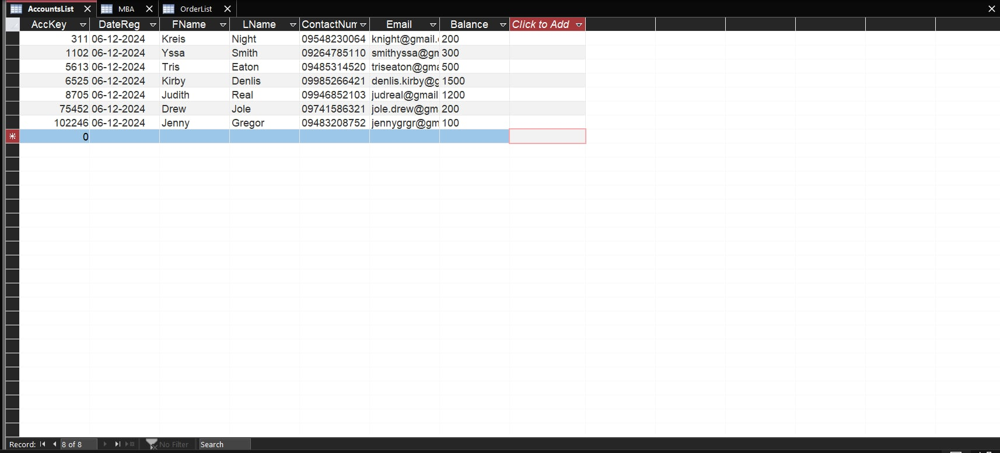 AccountsList MBA OrderList
AccKey DateReg FName LName ContactNum Email Balance Click to Add
311 06-12-2024 Kreis Night 09548230064 knight@gmail. 200
1102 06-12-2024 Yssa Smith 09264785110 smithyssa@gm 300
5613 06-12-2024 Tris Eaton 09485314520 triseaton@gma 500
6525 06-12-2024 Kirby Denlis 09985266421 denlis.kirby@g 1500
8705 06-12-2024 Judith Real 09946852103 judreal@gmail 1200
75452 06-12-2024 Drew Jole 09741586321 jole.drew@gm 200
102246 06-12-2024 Jenny Gregor 09483208752 jennygrgr@gm 100
0
Record: 8 of 8 No Filter Search